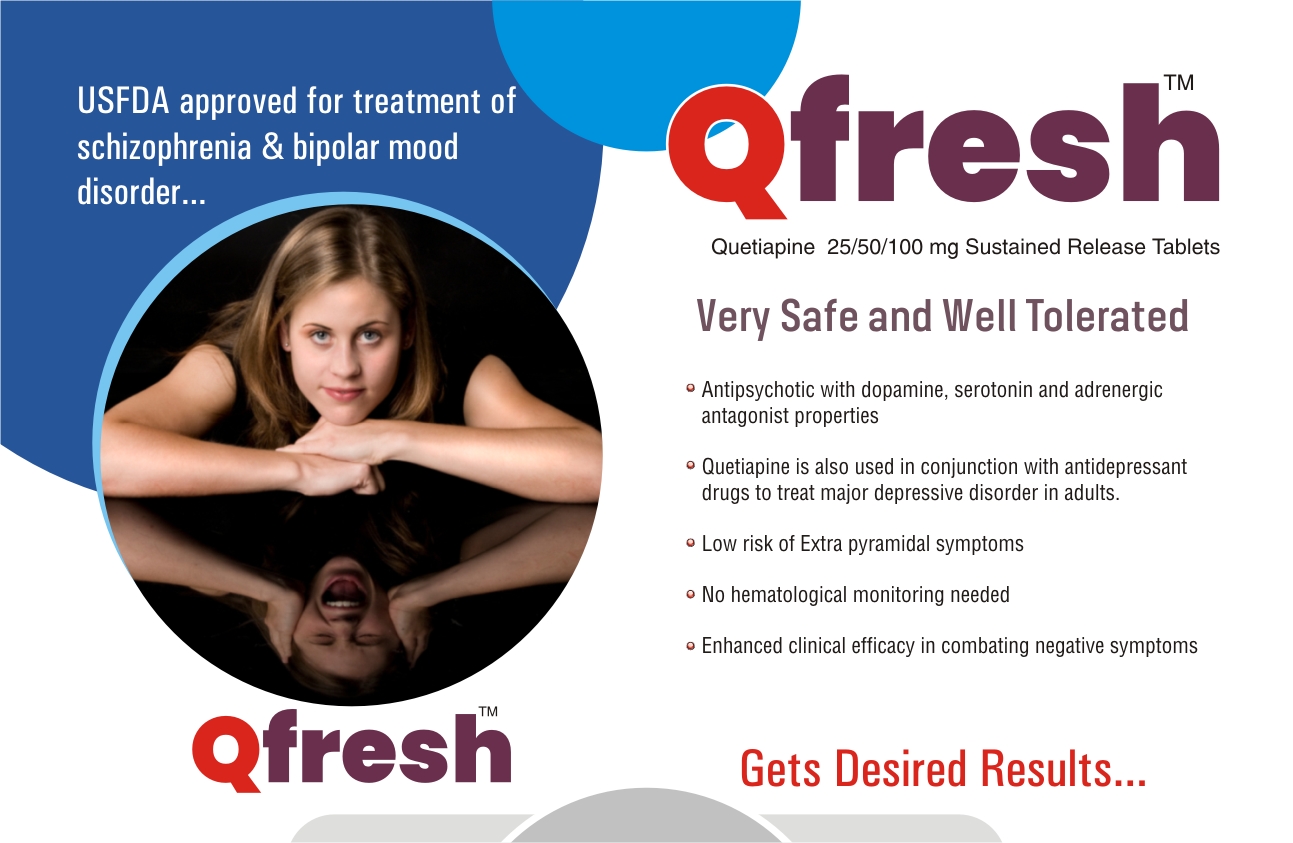 USFDA approved for treatment of
schizophrenia & bipolar mood
disorder...
Qfresh™
Qfresh™
Quetiapine 25/50/100 mg Sustained Release Tablets
Very Safe and Well Tolerated
Antipsychotic with dopamine, serotonin and adrenergic
antagonist properties
Quetiapine is also used in conjunction with antidepressant
drugs to treat major depressive disorder in adults.
Low risk of Extra pyramidal symptoms
No hematological monitoring needed
Enhanced clinical efficacy in combating negative symptoms
Gets Desired Results...